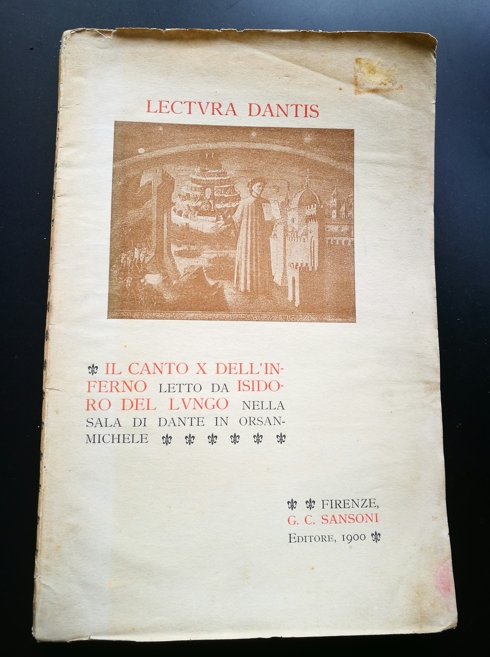 LECTVRA DANTIS
IL CANTO X DELL'IN-
FERNO LETTO DA ISIDO-
RO DEL LVNGO NELLA
SALA DI DANTE IN ORSAN-
MICHELE
FIRENZE,
G. C. SANSONI
EDITORE, 1900